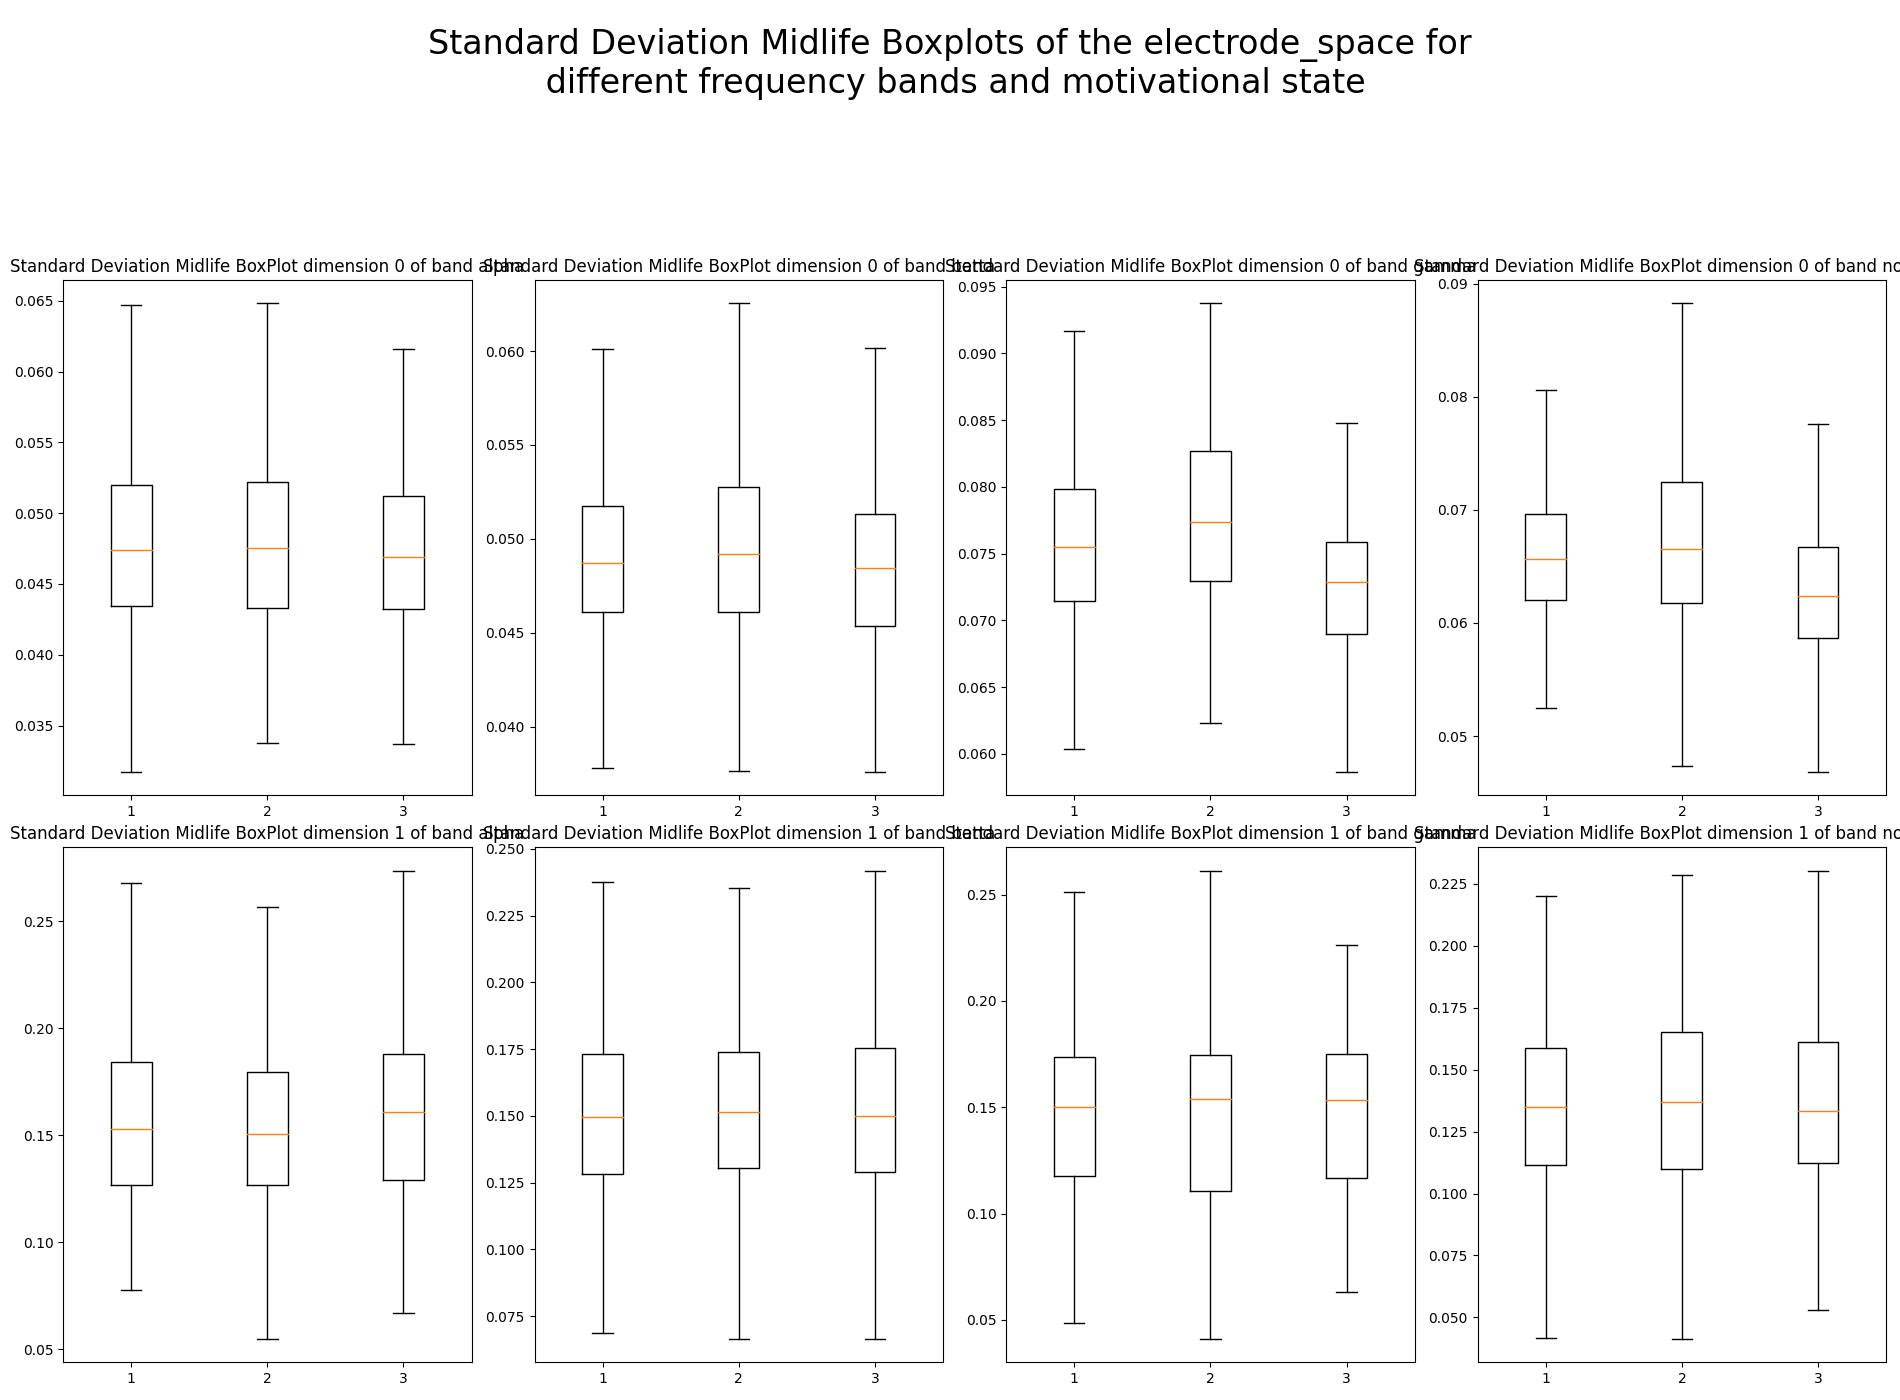 Standard Deviation Midlife Boxplots of the electrode_space for
different frequency bands and motivational state
Standard Deviation Midlife BoxPlot dimension 0 of band alpha
Standard Deviation Midlife BoxPlot dimension 0 of band betta
Standard Deviation Midlife BoxPlot dimension 0 of band gamma
Standard Deviation Midlife BoxPlot dimension 0 of band
0.065
0.060
0.055
0.050
0.045
0.040
0.035
1 2 3
0.060
0.055
0.050
0.045
0.040
1 2 3
0.095
0.090
0.085
0.080
0.075
0.070
0.065
0.060
1 2 3
0.09
0.08
0.07
0.06
0.05
1 2 3
Standard Deviation Midlife BoxPlot dimension 1 of band alpha
Standard Deviation Midlife BoxPlot dimension 1 of band betta
Standard Deviation Midlife BoxPlot dimension 1 of band gamma
Standard Deviation Midlife BoxPlot dimension 1 of band
0.25
0.20
0.15
0.10
0.05
1 2 3
0.250
0.225
0.200
0.175
0.150
0.125
0.100
0.075
1 2 3
0.25
0.20
0.15
0.10
0.05
1 2 3
0.225
0.200
0.175
0.150
0.125
0.100
0.075
0.050
1 2 3